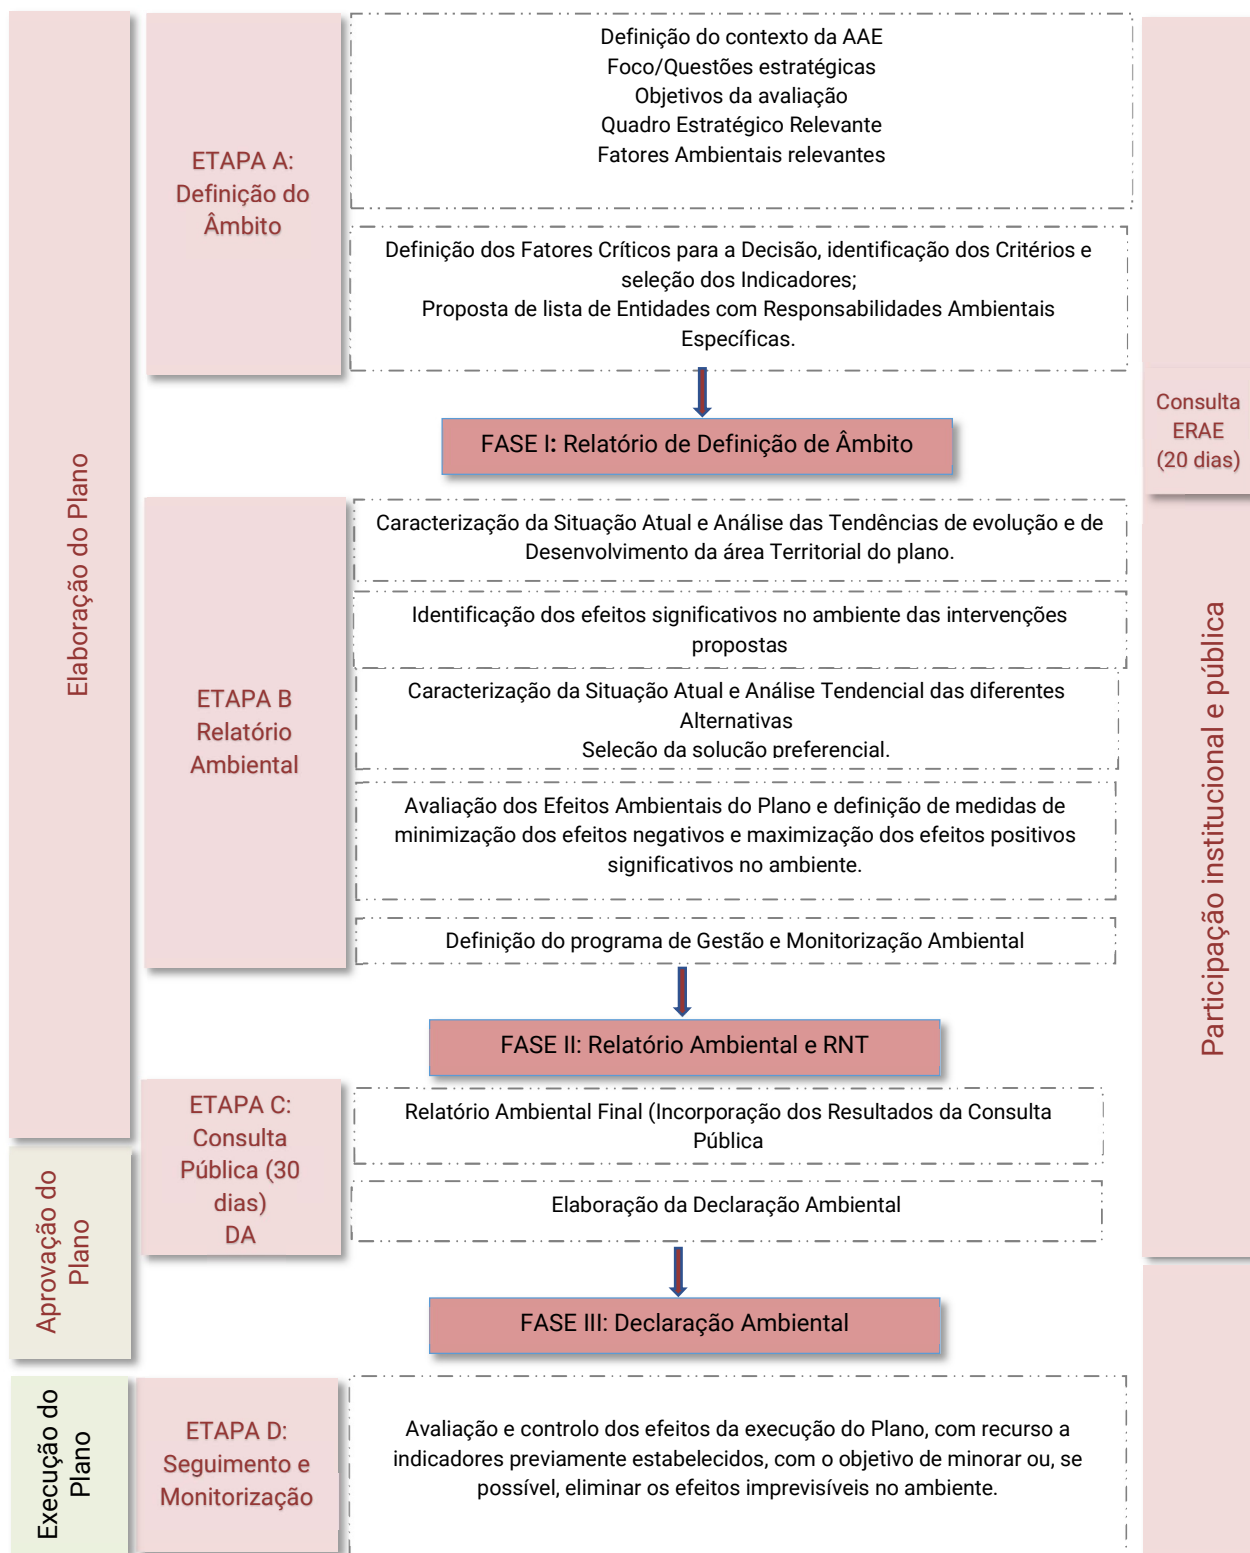 Elaboração do Plano
ETAPA A:
Definição do
Âmbito
Definição do contexto da AAE
Foco/Questões estratégicas
Objetivos da avaliação
Quadro Estratégico Relevante
Fatores Ambientais relevantes
Definição dos Fatores Críticos para a Decisão, identificação dos Critérios e
seleção dos Indicadores;
Proposta de lista de Entidades com Responsabilidades Ambientais
Específicas.
FASE I: Relatório de Definição de Âmbito
Consulta
ERAE
(20 dias)
ETAPA B
Relatório
Ambiental
Caracterização da Situação Atual e Análise das Tendências de evolução e de
Desenvolvimento da área Territorial do plano.
Identificação dos efeitos significativos no ambiente das intervenções
propostas
Caracterização da Situação Atual e Análise Tendencial das diferentes
Alternativas
Seleção da solução preferencial.
Avaliação dos Efeitos Ambientais do Plano e definição de medidas de
minimização dos efeitos negativos e maximização dos efeitos positivos
significativos no ambiente.
Definição do programa de Gestão e Monitorização Ambiental
Participação institucional e pública
FASE II: Relatório Ambiental e RNT
ETAPA C:
Consulta
Pública (30
dias)
DA
Relatório Ambiental Final (Incorporação dos Resultados da Consulta
Pública
Elaboração da Declaração Ambiental
Aprovação do
Plano
FASE III: Declaração Ambiental
Execução do
Plano
ETAPA D:
Seguimento e
Monitorização
Avaliação e controlo dos efeitos da execução do Plano, com recurso a
indicadores previamente estabelecidos, com o objetivo de minorar ou, se
possível, eliminar os efeitos imprevisíveis no ambiente.